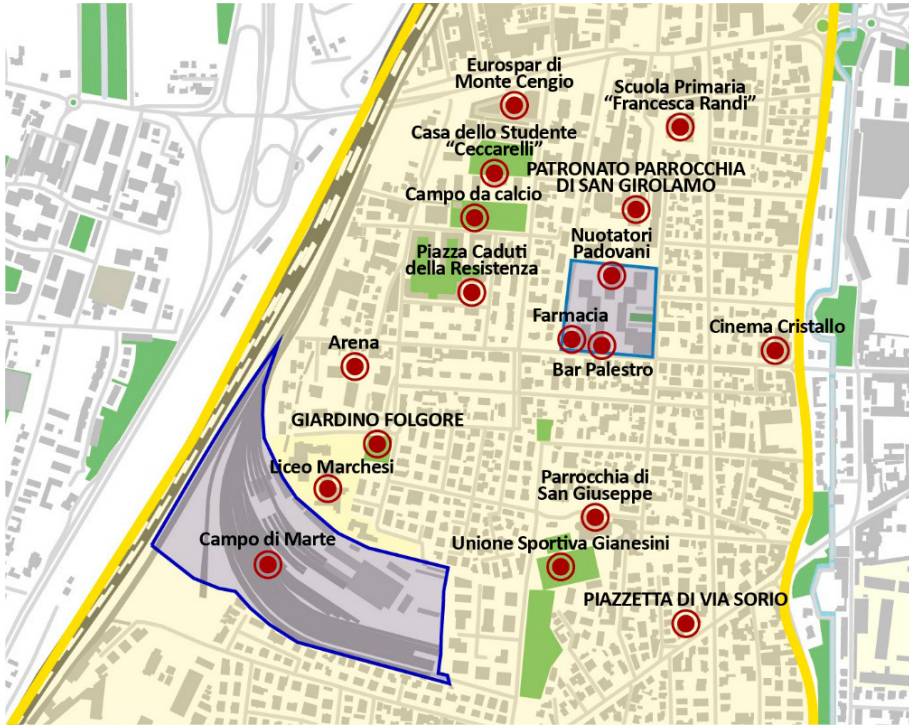 Eurospar di
Monte Cengio
Scuola Primaria
“Francesca Randi”
Casa dello Studente
“Ceccarelli”
PATRONATO PARROCCHIA
DI SAN GIROLAMO
Campo da calcio
Nuotatori
Padovani
Piazza Caduti
della Resistenza
Farmacia
Cinema Cristallo
Arena
Bar Palestro
GIARDINO FOLGORE
Liceo Marchesi
Parrocchia di
San Giuseppe
Campo di Marte
Unione Sportiva Gianesini
PIAZZETTA DI VIA SORIO